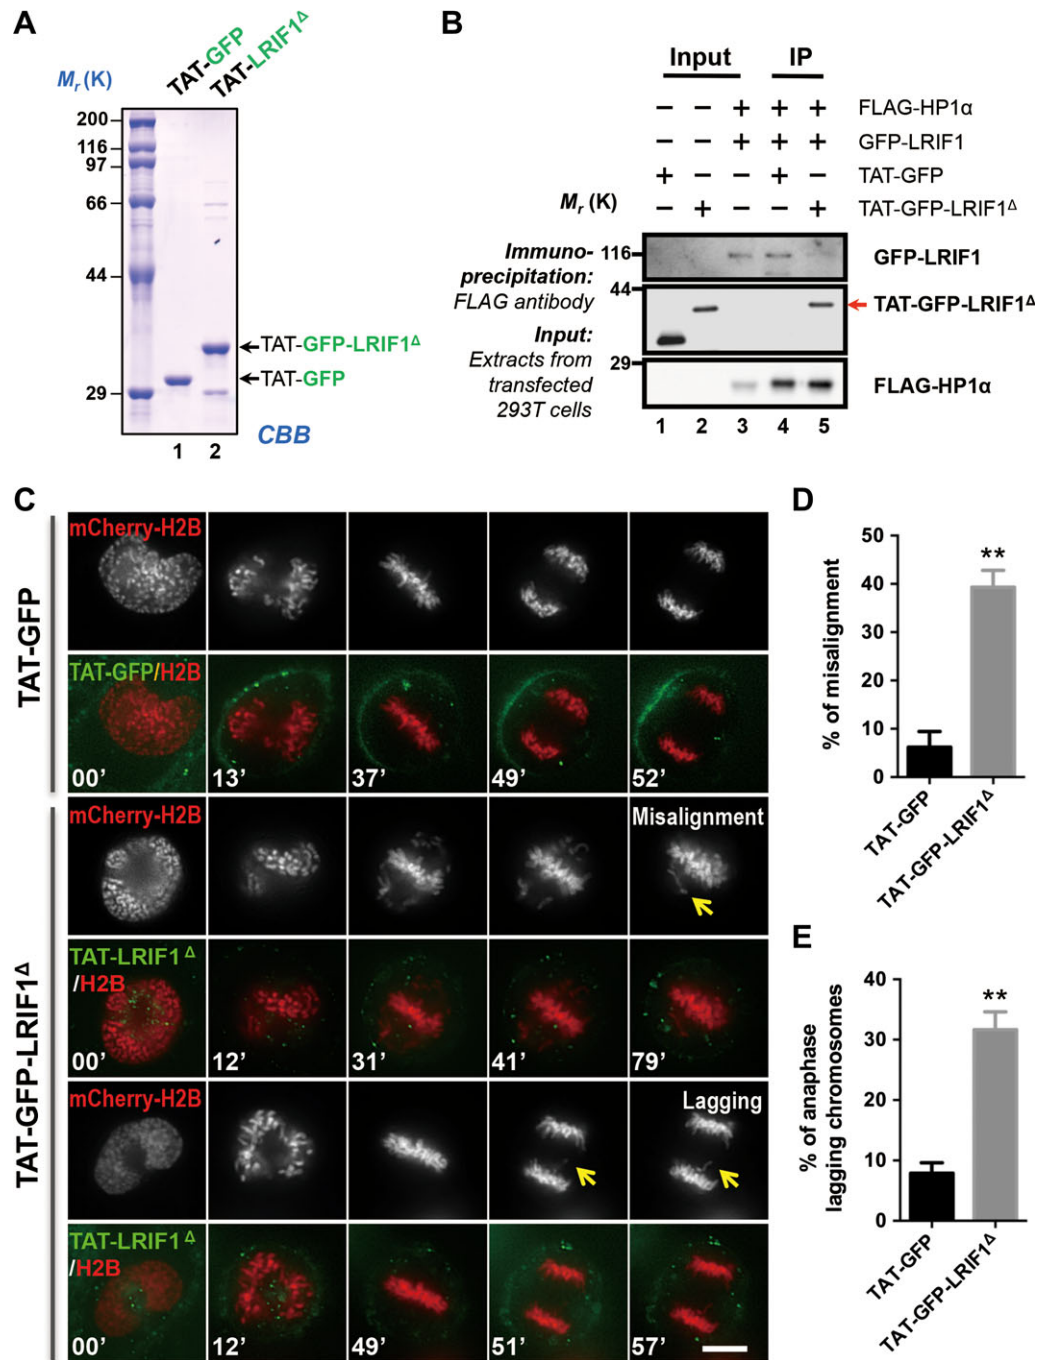 A
TAT-GFP
TAT-LRIF1Δ
Mr (K)
200
116
97
66
44
29
TAT-GFP-LRIF1Δ
TAT-GFP
CBB
1 2
B
Input IP
− − + + + FLAG-HP1α
− − + + + GFP-LRIF1
+ − − + − TAT-GFP
− + − − + TAT-GFP-LRIF1Δ
Mr (K)
Immuno-
precipitation:
FLAG antibody
Input:
Extracts from
transfected
293T cells
116
44
29
GFP-LRIF1
TAT-GFP-LRIF1Δ
FLAG-HP1α
1 2 3 4 5
C
TAT-GFP
mCherry-H2B
TAT-GFP/H2B
00’ 13’ 37’ 49’ 52’
TAT-GFP-LRIF1Δ
mCherry-H2B
Misalignment
TAT-LRIF1Δ
/H2B
00’ 12’ 31’ 41’ 79’
mCherry-H2B
Lagging
TAT-LRIF1Δ
/H2B
00’ 12’ 49’ 51’ 57’
D
% of misalignment
50
40
30
20
10
0
**
TAT-GFP
TAT-GFP-LRIF1Δ
E
% of anaphase
lagging chromosomes
40
30
20
10
0
**
TAT-GFP
TAT-GFP-LRIF1Δ